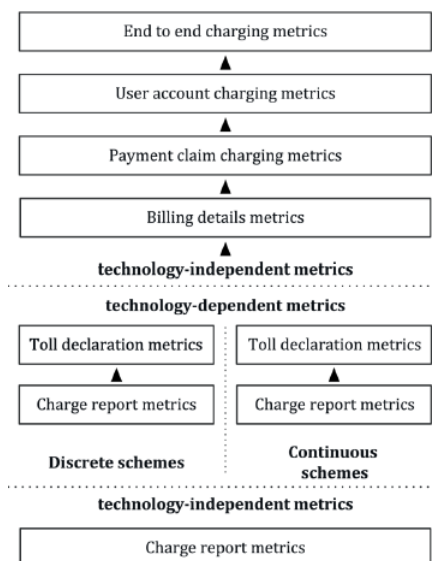 End to end charging metrics
User account charging metrics
Payment claim charging metrics
Billing details metrics
technology-independent metrics
technology-dependent metrics
Toll declaration metrics
Toll declaration metrics
Charge report metrics
Charge report metrics
Discrete schemes
Continuous
schemes
technology-independent metrics
Charge report metrics